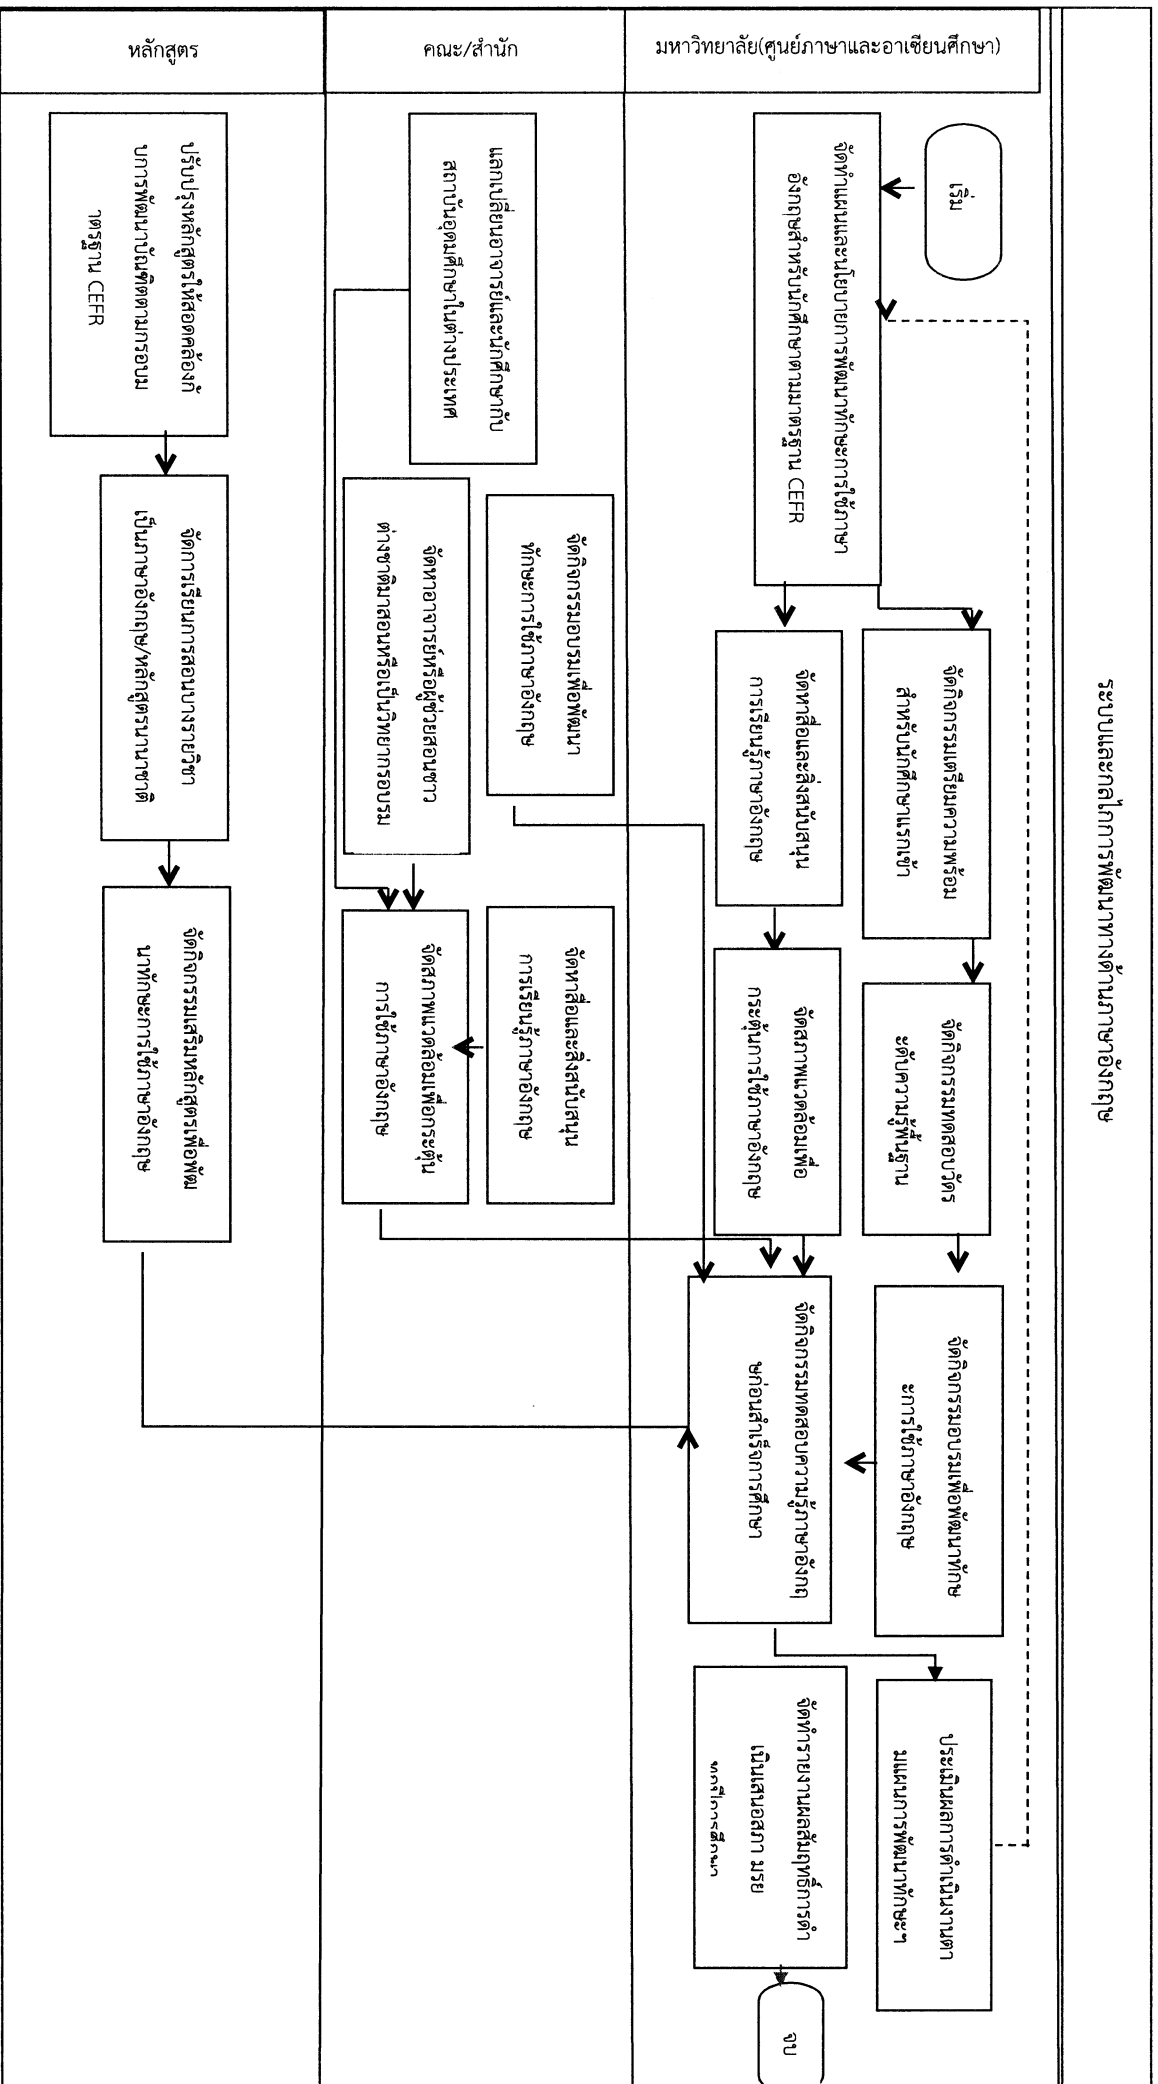 ระบบและกลไกการพัฒนาทางด้านภาษาอังกฤษ
มหาวิทยาลัย(ศูนย์ภาษาและอาเซียนศึกษา)
คณะ/สำนัก
หลักสูตร
เริ่ม
จัดทำแผนและนโยบายการพัฒนาทักษะการใช้ภาษา
อังกฤษสำหรับนักศึกษาตามมาตรฐาน CEFR
จัดกิจกรรมเตรียมความพร้อม
สำหรับนักศึกษาแรกเข้า
จัดกิจกรรมทดสอบวัดร
ะดับความรู้พื้นฐาน
จัดกิจกรรมอบรมเพื่อพัฒนาทักษ
ะการใช้ภาษาอังกฤษ
ประเมินผลการดำเนินงานตา
มแผนการพัฒนาทักษะฯ
จัดหาสื่อและสิ่งสนับสนุน
การเรียนรู้ภาษาอังกฤษ
จัดสภาพแวดล้อมเพื่อ
กระตุ้นการใช้ภาษาอังกฤษ
จัดกิจกรรมทดสอบความรู้ภาษาอังกฤ
ษก่อนสำเร็จการศึกษา
จัดทำรายงานผลสัมฤทธิ์การดำ
เนินเสนอสภา มรย
ทุกปีการศึกษา
จบ
แลกเปลี่ยนอาจารย์และนักศึกษากับ
สถาบันอุดมศึกษาในต่างประเทศ
จัดกิจกรรมอบรมเพื่อพัฒนา
ทักษะการใช้ภาษาอังกฤษ
จัดหาสื่อและสิ่งสนับสนุน
การเรียนรู้ภาษาอังกฤษ
จัดหาอาจารย์หรือผู้ช่วยสอนชาว
ต่างชาติมาสอนหรือเป็นวิทยากรอบรม
จัดสภาพแวดล้อมเพื่อกระตุ้น
การใช้ภาษาอังกฤษ
ปรับปรุงหลักสูตรให้สอดคล้องกั
บการพัฒนาบัณฑิตตามกรอบม
าตรฐาน CEFR
จัดการเรียนการสอนบางรายวิชา
เป็นภาษาอังกฤษ/หลักสูตรนานาชาติ
จัดกิจกรรมเสริมหลักสูตรเพื่อพัฒ
นาทักษะการใช้ภาษาอังกฤษ